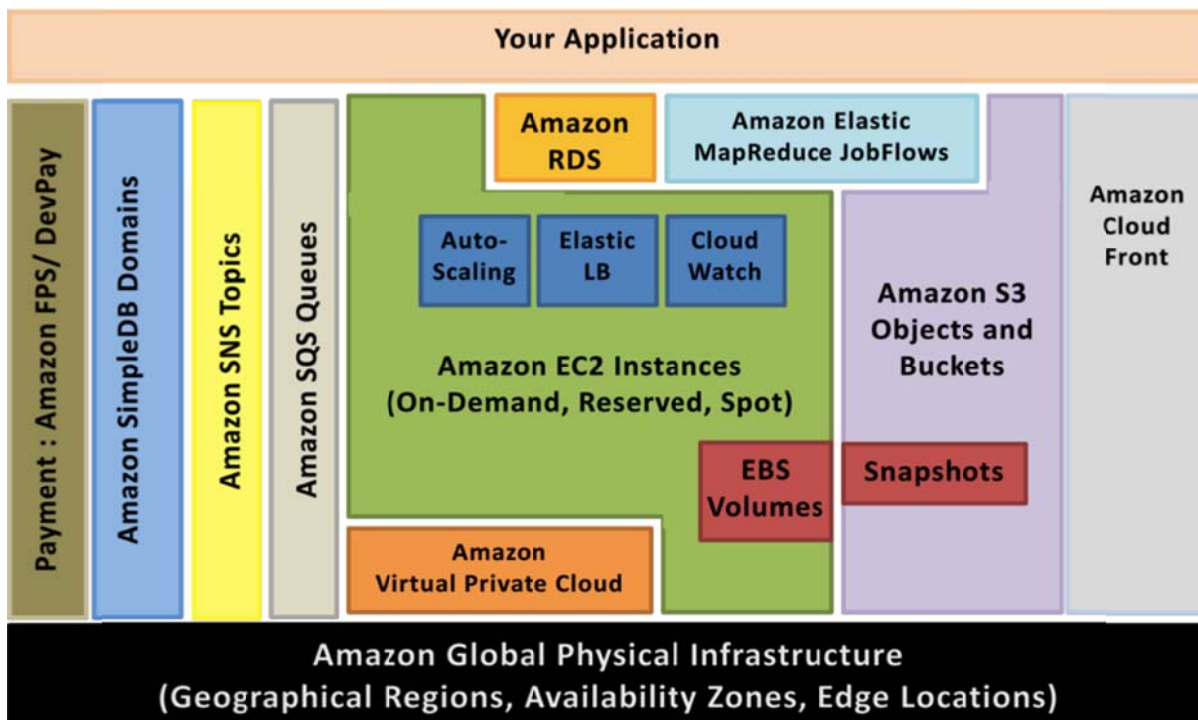 Your Application
Payment : Amazon FPS/ DevPay
Amazon SimpleDB Domains
Amazon SNS Topics
Amazon SQS Queues
Amazon
RDS
Amazon Elastic
MapReduce JobFlows
Auto-
Scaling
Elastic
LB
Cloud
Watch
Amazon EC2 Instances
(On-Demand, Reserved, Spot)
EBS
Volumes
Amazon
Virtual Private Cloud
Amazon S3
Objects and
Buckets
Snapshots
Amazon
Cloud
Front
Amazon Global Physical Infrastructure
(Geographical Regions, Availability Zones, Edge Locations)